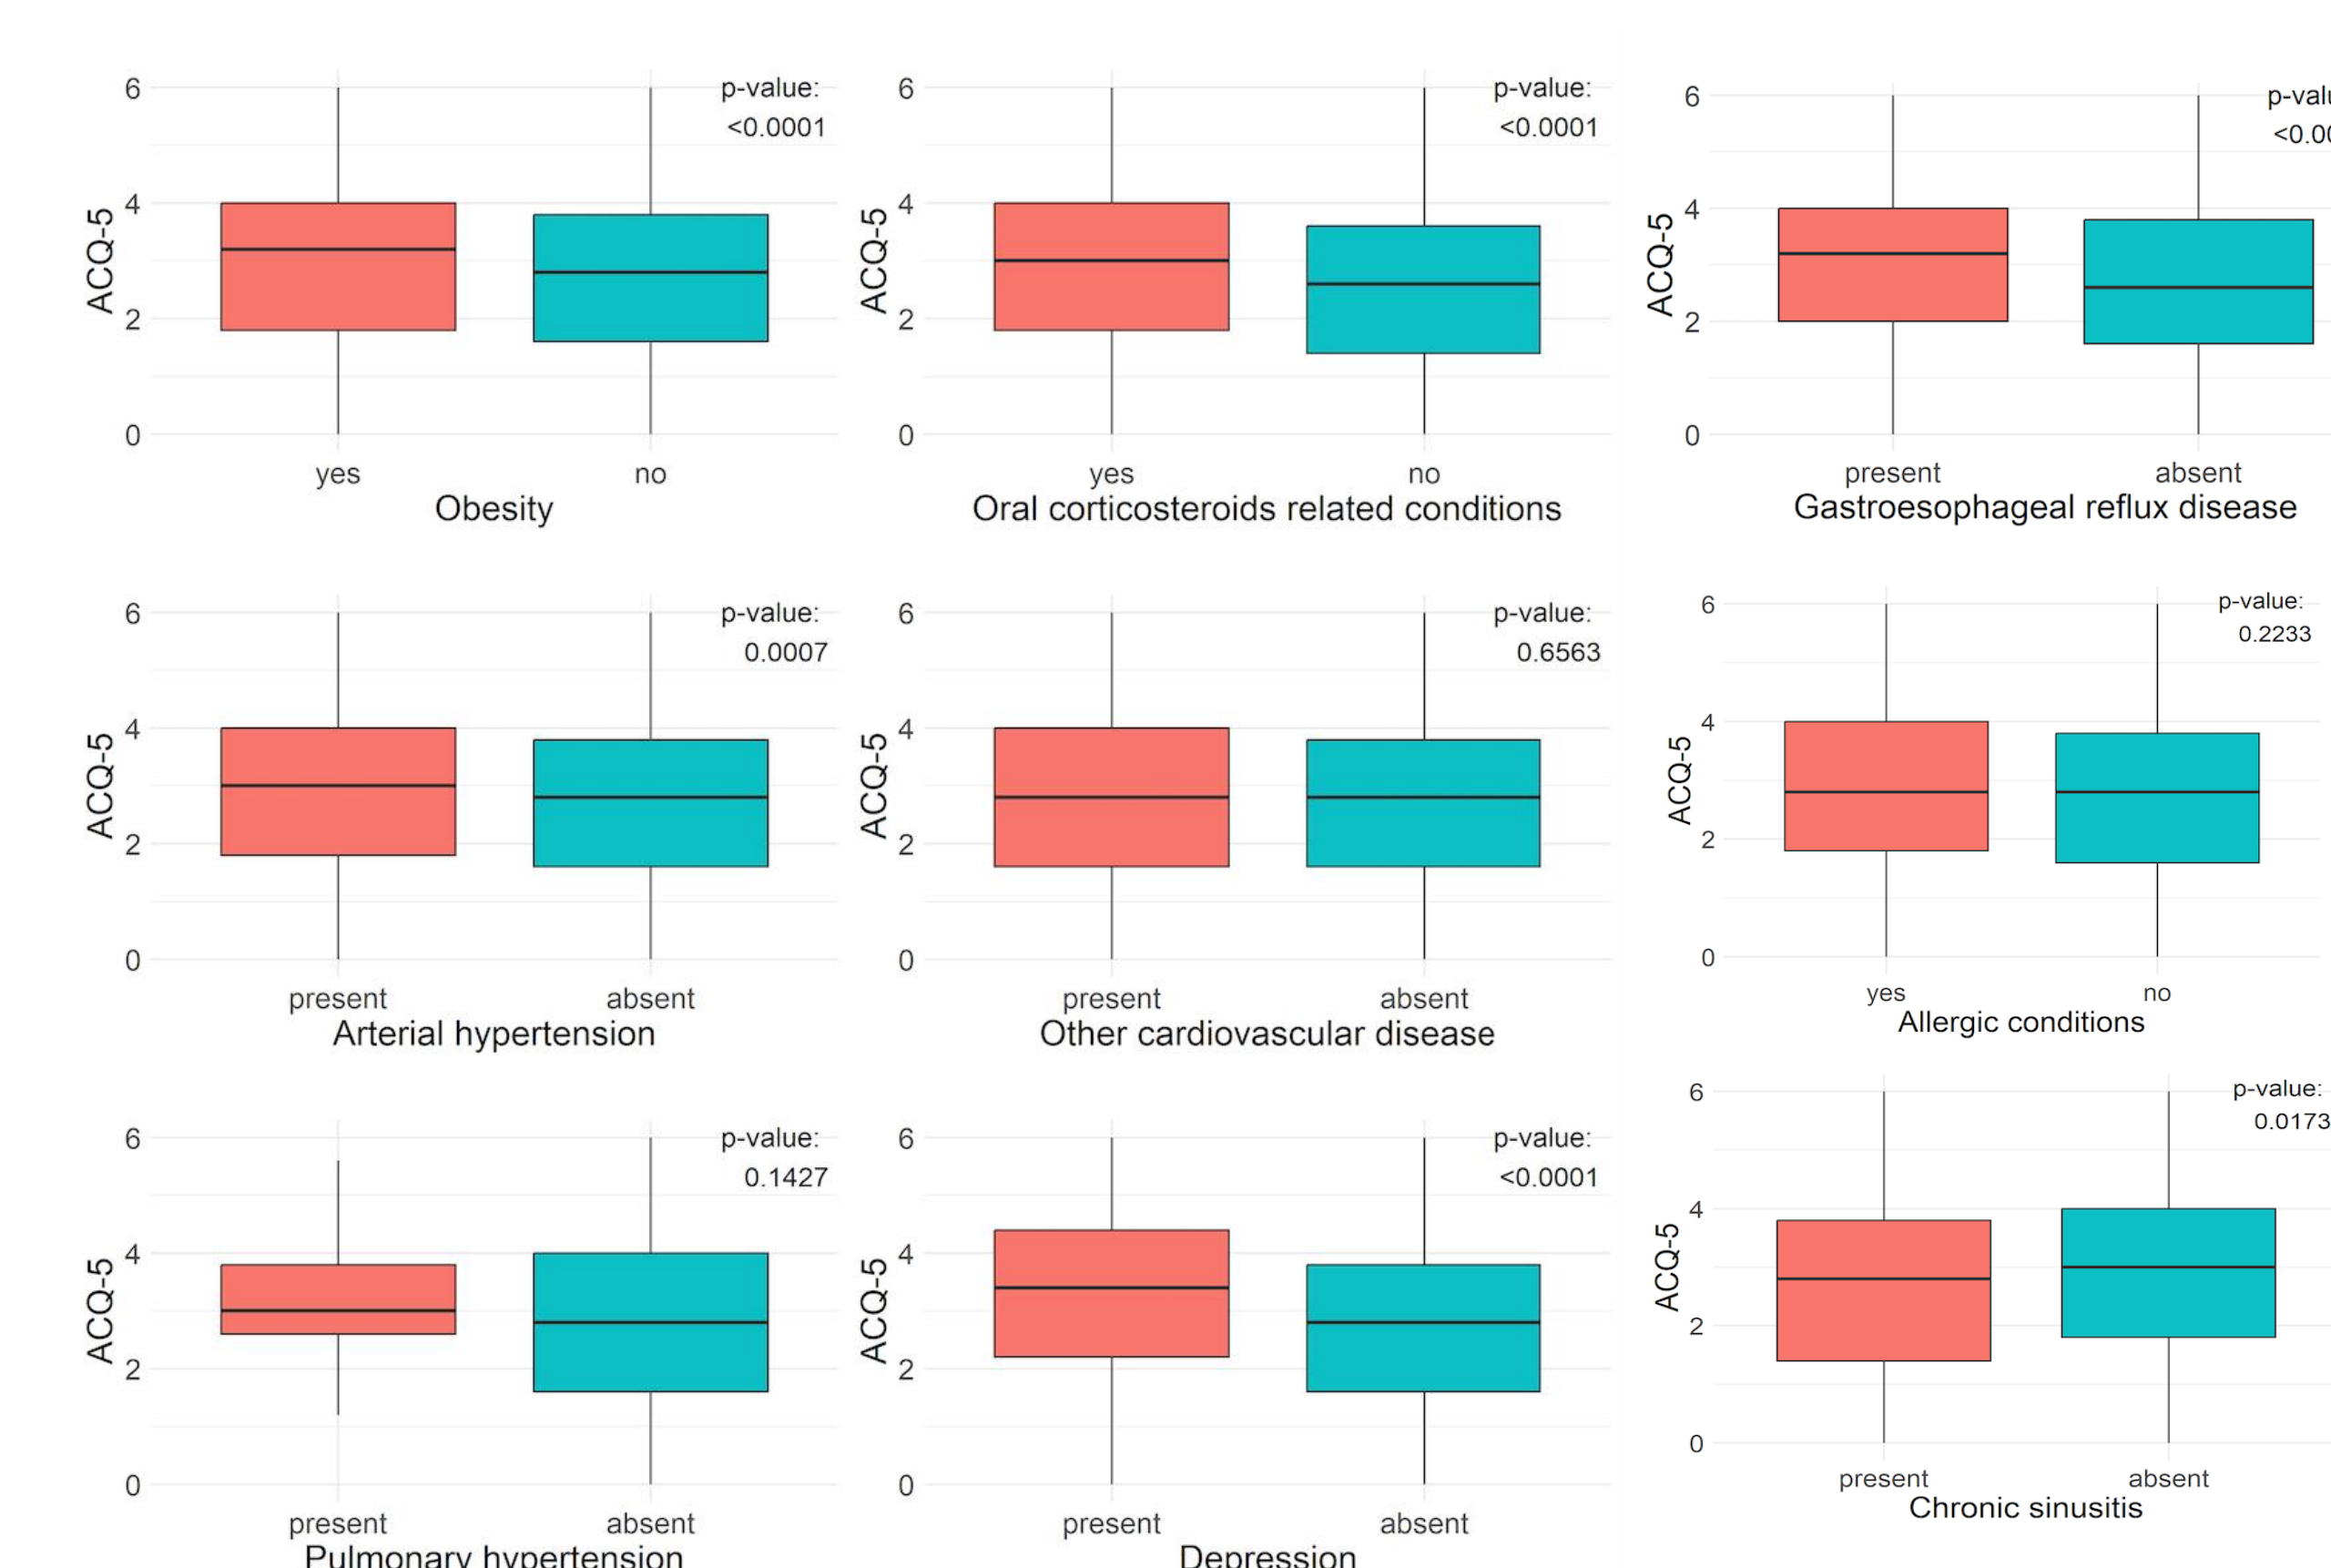 6
p-value:
<0.0001
4
ACQ-5
2
0
yes no
Obesity
6
p-value:
<0.0001
4
ACQ-5
2
0
yes no
Oral corticosteroids related conditions
6
4
ACQ-5
2
0
present absent
Gastroesophageal reflux disease
6
p-value:
0.0007
4
ACQ-5
2
0
present absent
Arterial hypertension
6
p-value:
0.6563
4
ACQ-5
2
0
present absent
Other cardiovascular disease
6
p-value:
0.2233
4
ACQ-5
2
0
yes no
Allergic conditions
6
p-value:
0.1427
4
ACQ-5
2
0
present absent
Pulmonary hypertension
6
p-value:
<0.0001
4
ACQ-5
2
0
present absent
Depression
6
p-value:
0.0173
4
ACQ-5
2
0
present absent
Chronic sinusitis